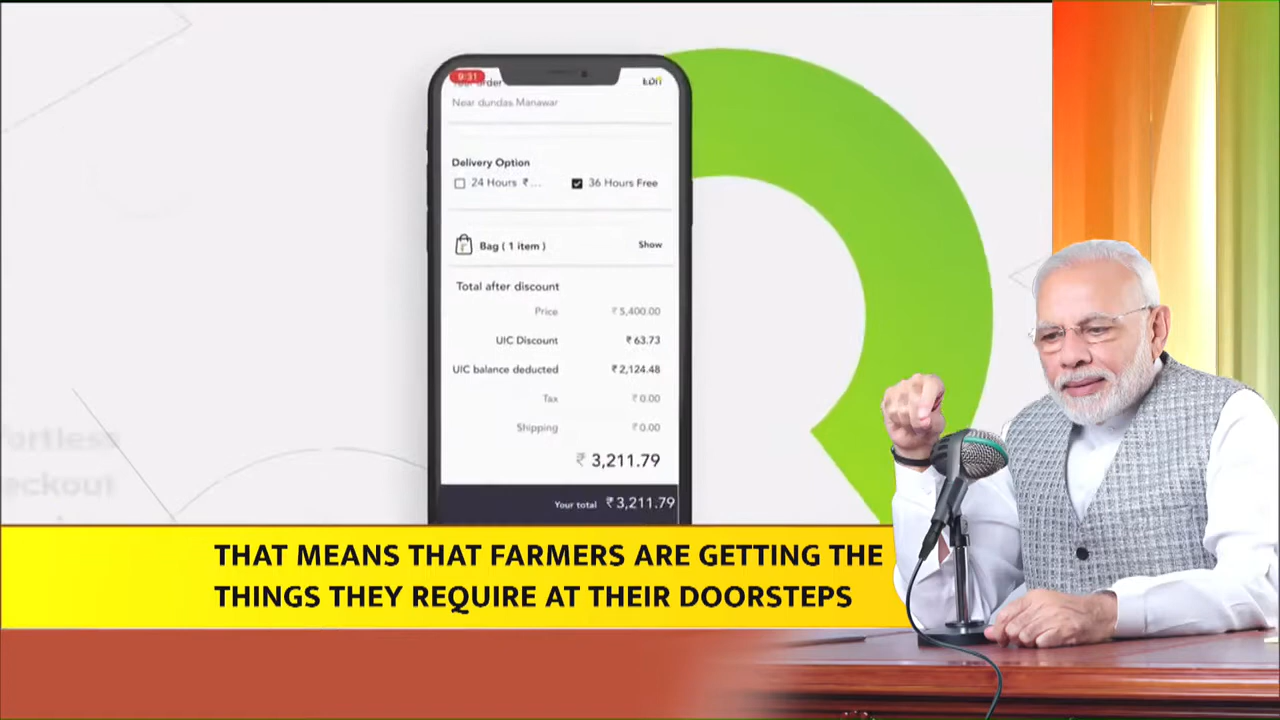 9:31
Your order
Edit
Near dundas Manawar
Delivery Option
24 Hours ₹ ...
36 Hours Free
Bag ( 1 item )
Show
Total after discount
Price ₹ 5,400.00
UIC Discount ₹ 63.73
UIC balance deducted ₹ 2,124.48
Tax ₹ 0.00
Shipping ₹ 0.00
₹ 3,211.79
Your total ₹ 3,211.79
THAT MEANS THAT FARMERS ARE GETTING THE
THINGS THEY REQUIRE AT THEIR DOORSTEPS